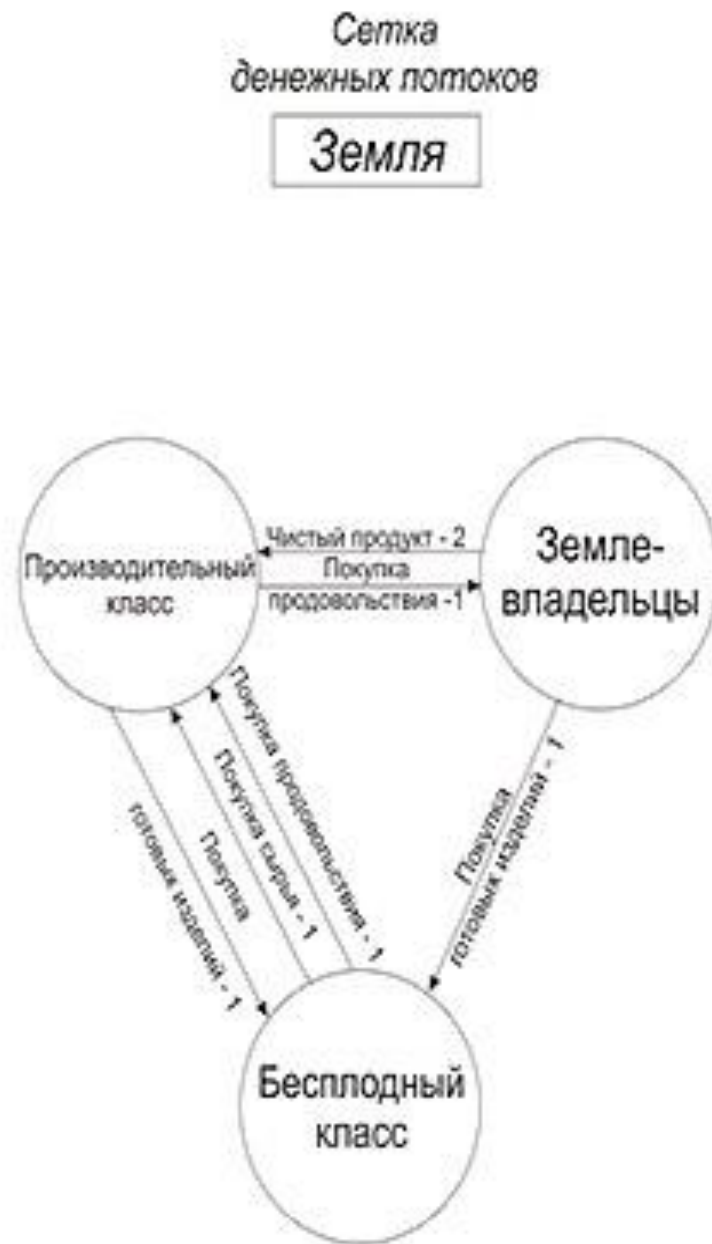 Сетка
денежных потоков
Земля
Производительный
класс
Чистый продукт - 2
Покупка
продовольствия -1
Земле-
владельцы
Покупка
готовых изделий - 1
Покупка сырья - 1
Покупка продовольствия - 1
Покупка
готовых изделий - 1
Бесплодный
класс